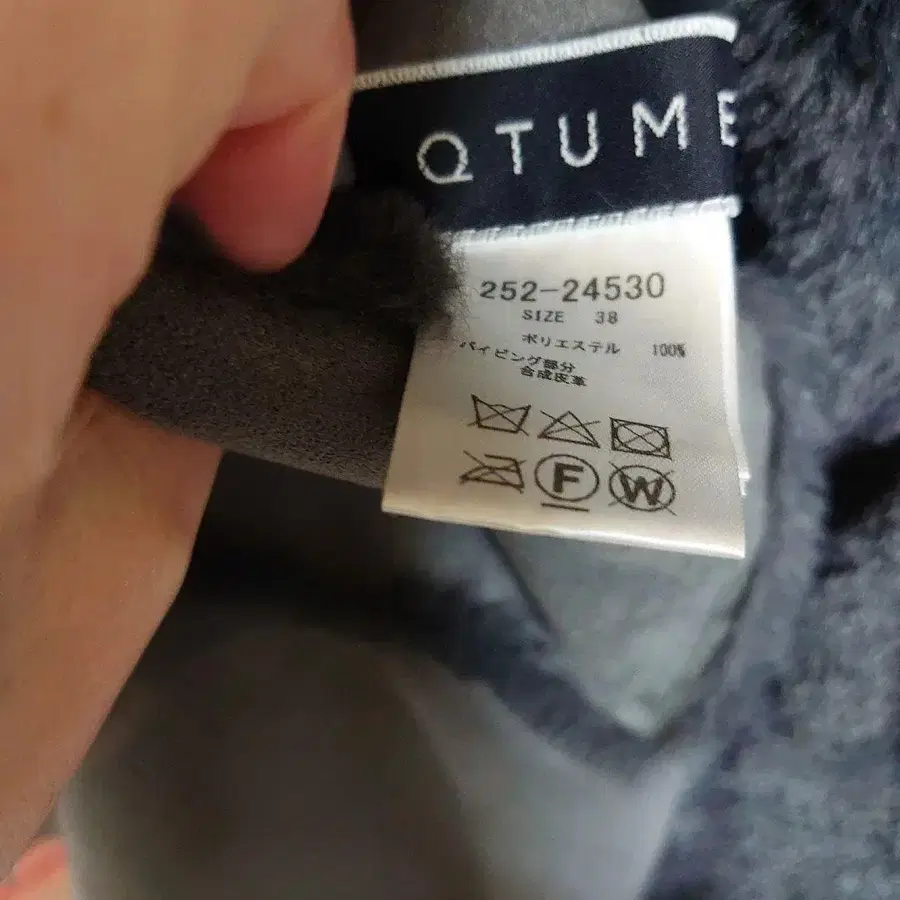 QTUME
252-24530
SIZE 38
ポリエステル 100%
パイピング部分
合成皮革
F W